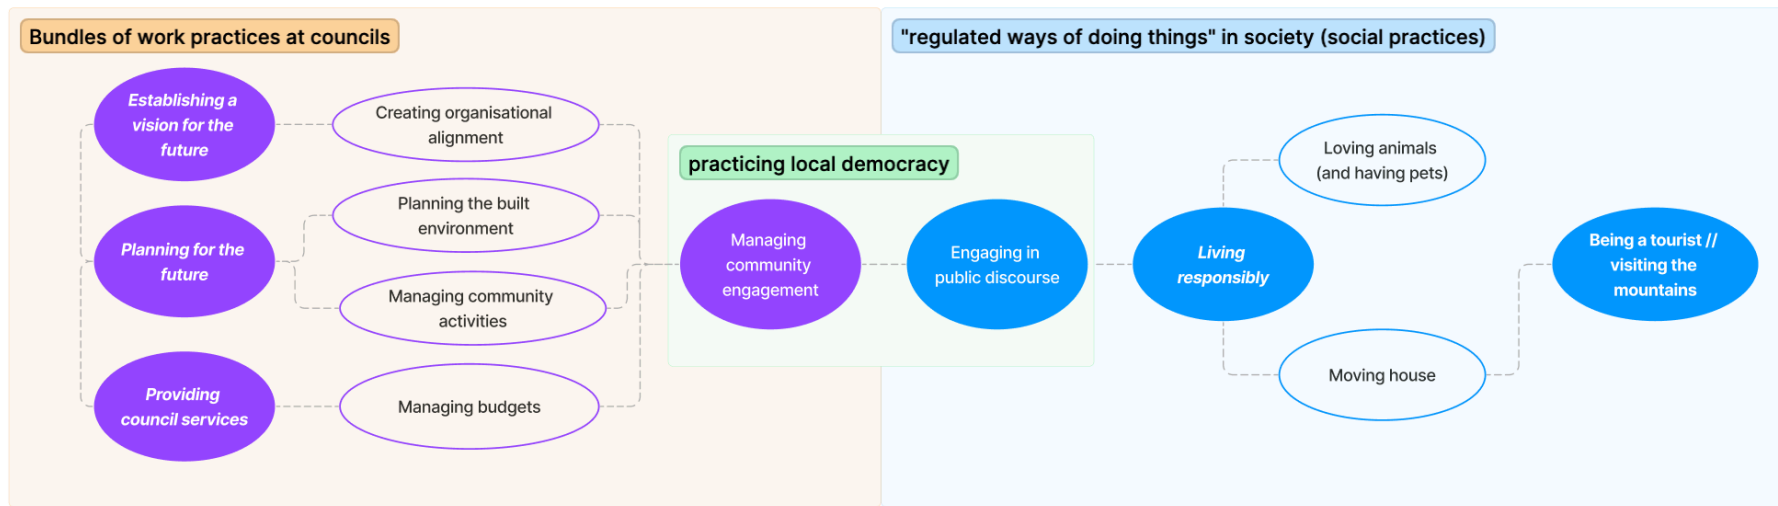 Bundles of work practices at councils
"regulated ways of doing things" in society (social practices)
Establishing a
vision for the
future
Creating organisational
alignment
Planning for the
future
Planning the built
environment
Managing community
activities
Providing
council services
Managing budgets
practicing local democracy
Managing
community
engagement
Engaging in
public discourse
Living
responsibly
Loving animals
(and having pets)
Moving house
Being a tourist //
visiting the
mountains